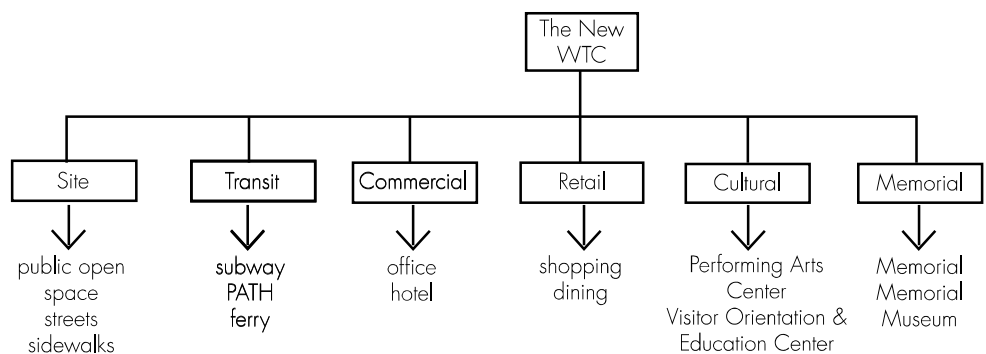 The New
WTC
Site
Transit
Commercial
Retail
Cultural
Memorial
public open
space
streets
sidewalks
subway
PATH
ferry
office
hotel
shopping
dining
Performing Arts
Center
Visitor Orientation &
Education Center
Memorial
Memorial
Museum